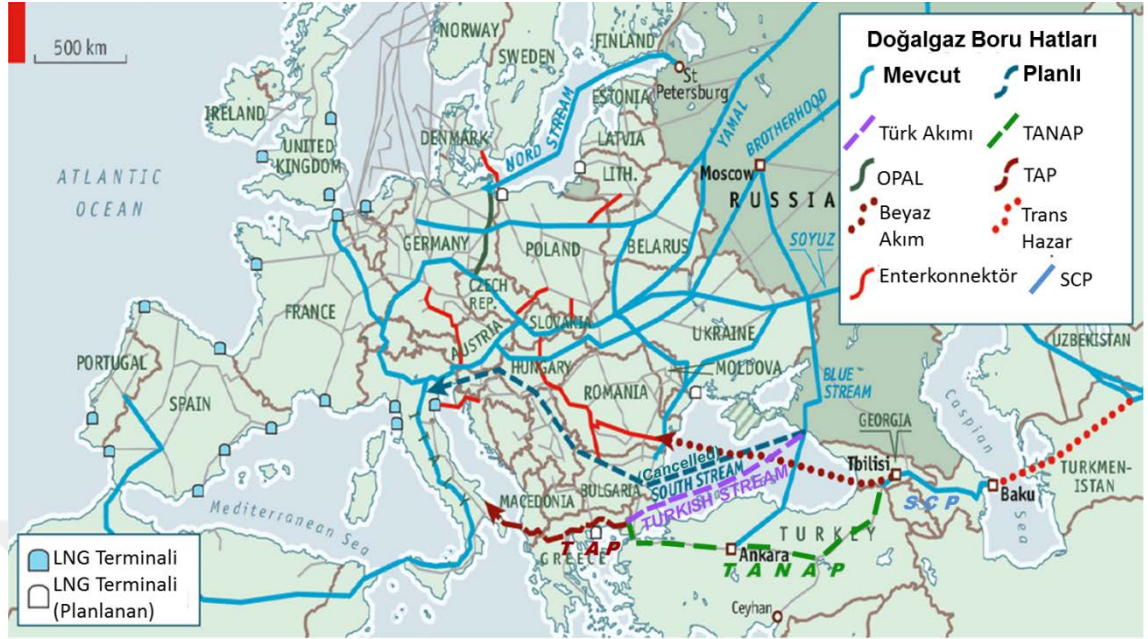 500 km
NORWAY
SWEDEN
FINLAND
St
Petersburg
ESTONIA
LATVIA
LITH.
IRELAND
UNITED
KINGDOM
DENMARK
NORD STREAM
YAMAL
BROTHERHOOD
Moscow
RUSSIA
ATLANTIC
OCEAN
GERMANY
POLAND
BELARUS
SOYUZ
CZECH
REP.
FRANCE
AUSTRIA
SLOVAKIA
UKRAINE
HUNGARY
MOLDOVA
ROMANIA
PORTUGAL
SPAIN
BLUE
STREAM
GEORGIA
Caspian
Sea
UZBEKISTAN
TURKMEN-
ISTAN
(Cancelled)
SOUTH STREAM
TURKISH STREAM
Tbilisi
SCP
Baku
MACEDONIA
BULGARIA
Mediterranean Sea
TAP
GREECE
TURKEY
Ankara
TANAP
Ceyhan
Doğalgaz Boru Hatları
Mevcut
Planlı
Türk Akımı
TANAP
OPAL
TAP
Beyaz
Akım
Trans
Hazar
Enterkonnektör
SCP
LNG Terminali
LNG Terminali
(Planlanan)